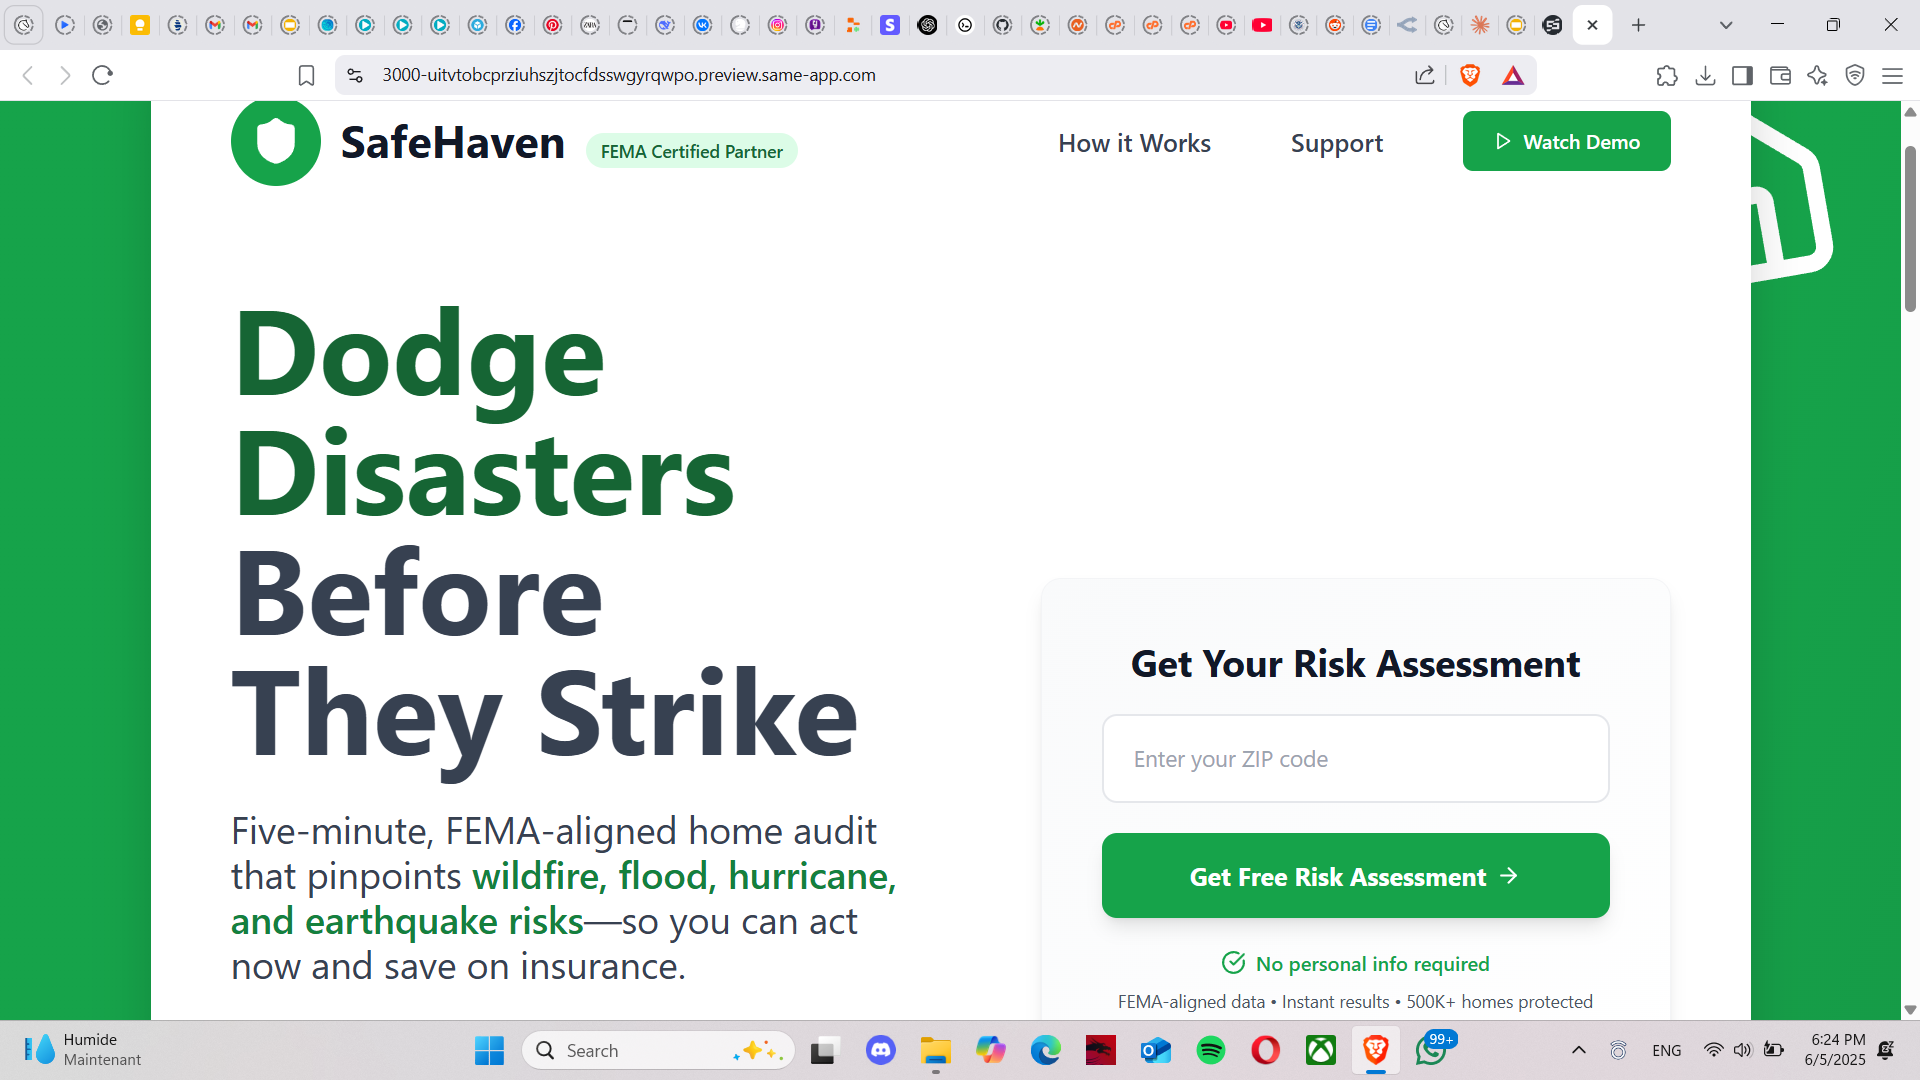 3000-uitvtobcprziuhszjtocfdsswgyrqwpo.preview.same-app.com
SafeHaven
FEMA Certified Partner
How it Works
Support
Watch Demo
Dodge
Disasters
Before
They Strike
Five-minute, FEMA-aligned home audit
that pinpoints wildfire, flood, hurricane,
and earthquake risks—so you can act
now and save on insurance.
Get Your Risk Assessment
Enter your ZIP code
Get Free Risk Assessment →
No personal info required
FEMA-aligned data • Instant results • 500K+ homes protected
Humide
Maintenant
Search
99+
ENG
6:24 PM
6/5/2025